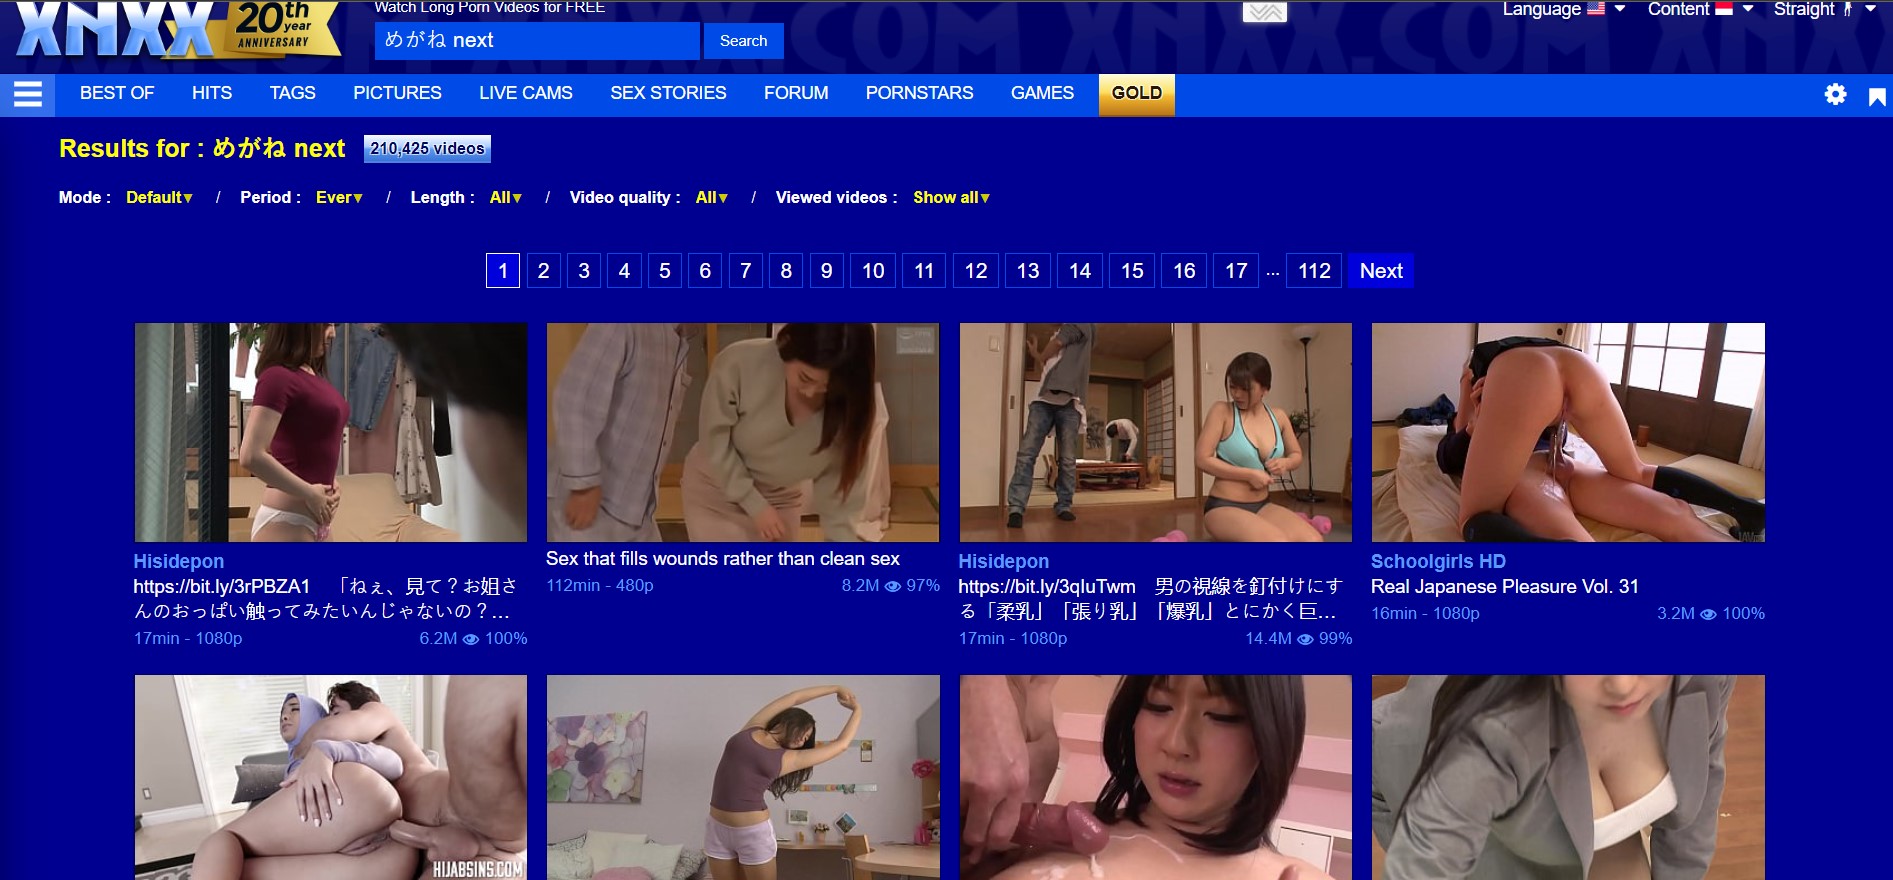 XNXX
20th
year
ANNIVERSARY
Watch Long Porn Videos for FREE
めがね next
Search
Language
Content
Straight
BEST OF
HITS
TAGS
PICTURES
LIVE CAMS
SEX STORIES
FORUM
PORNSTARS
GAMES
GOLD
Results for : めがね next
210,425 videos
Mode : Default▾ / Period : Ever▾ / Length : All▾ / Video quality : All▾ / Viewed videos : Show all▾
1 2 3 4 5 6 7 8 9 10 11 12 13 14 15 16 17 ... 112 Next
Hisidepon
https://bit.ly/3rPBZA1 「ねぇ、見て？お姐さ
んのおっぱい触ってみたいんじゃないの？...
17min - 1080p
6.2M 100%
Sex that fills wounds rather than clean sex
112min - 480p
8.2M 97%
Hisidepon
https://bit.ly/3qIuTwm 男の視線を釘付けにす
る「柔乳」「張り乳」「爆乳」とにかく巨...
17min - 1080p
14.4M 99%
Schoolgirls HD
Real Japanese Pleasure Vol. 31
16min - 1080p
3.2M 100%
HIJABSINS.COM